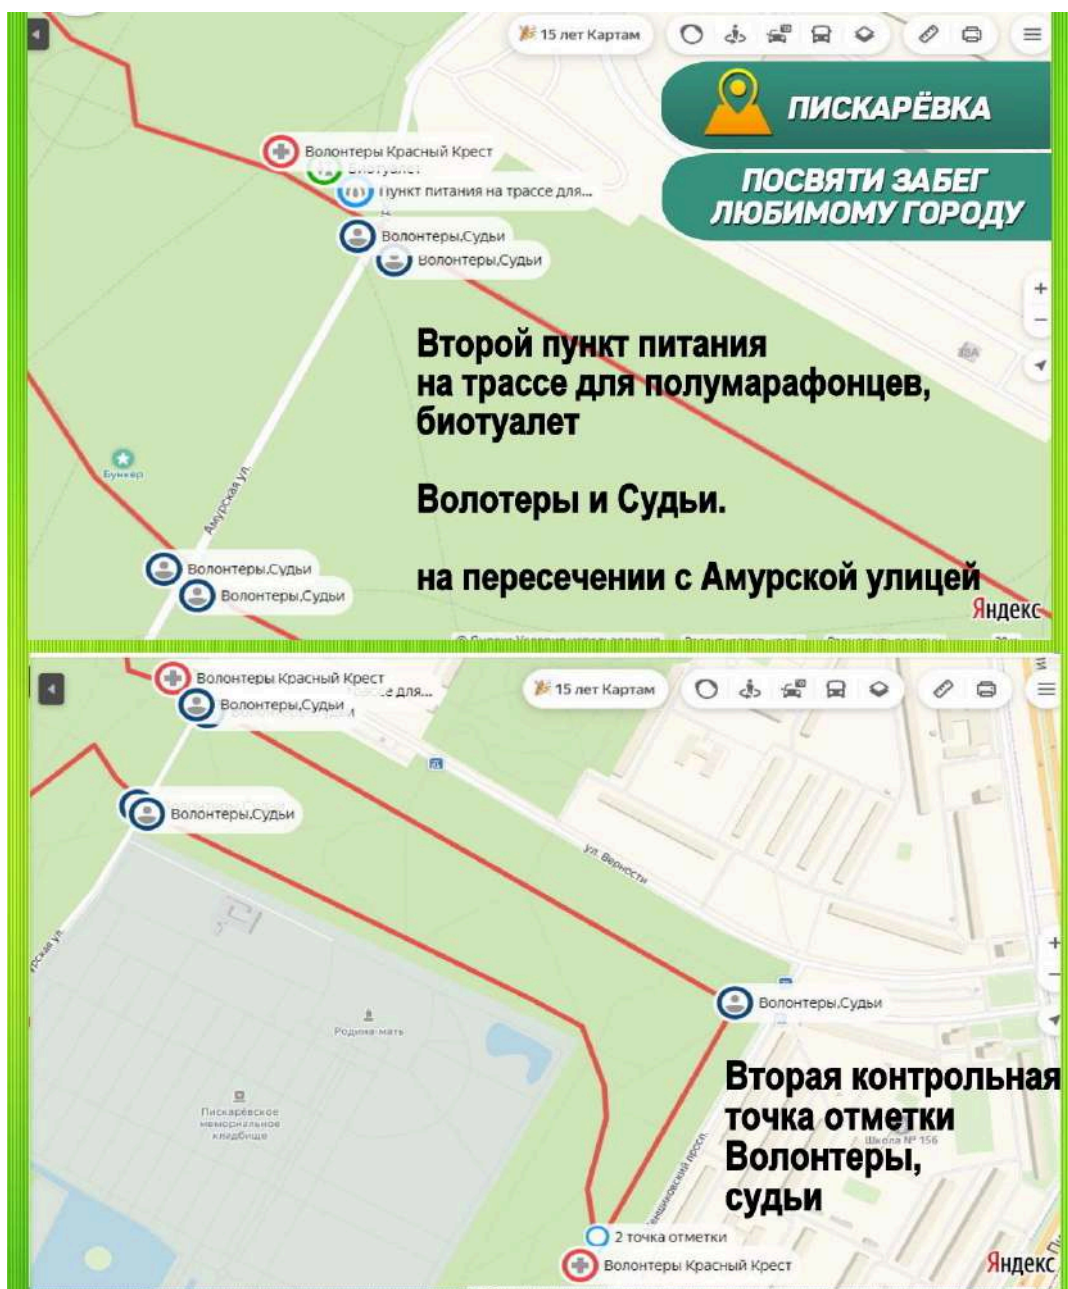 15 лет Картам
ПИСКАРЁВКА
Волонтеры Красный Крест
Биотуалет
Пункт питания на трассе для...
ПОСВЯТИ ЗАБЕГ
ЛЮБИМОМУ ГОРОДУ
Волонтеры,Судьи
Волонтеры,Судьи
Второй пункт питания
на трассе для полумарафонцев,
биотуалет
Бункер
Амурская ул.
Волотеры и Судьи.
Волонтеры,Судьи
Волонтеры,Судьи
на пересечении с Амурской улицей
Яндекс
Волонтеры Красный Крест
трассе для...
15 лет Картам
Волонтеры,Судьи
Волонтеры,Судьи
ул. Верности
Волонтеры,Судьи
Родина-мать
Пискарёвское
мемориальное
кладбище
Вторая контрольная
точка отметки
Школа № 156
Волонтеры,
судьи
2 точка отметки
Волонтеры Красный Крест
Яндекс